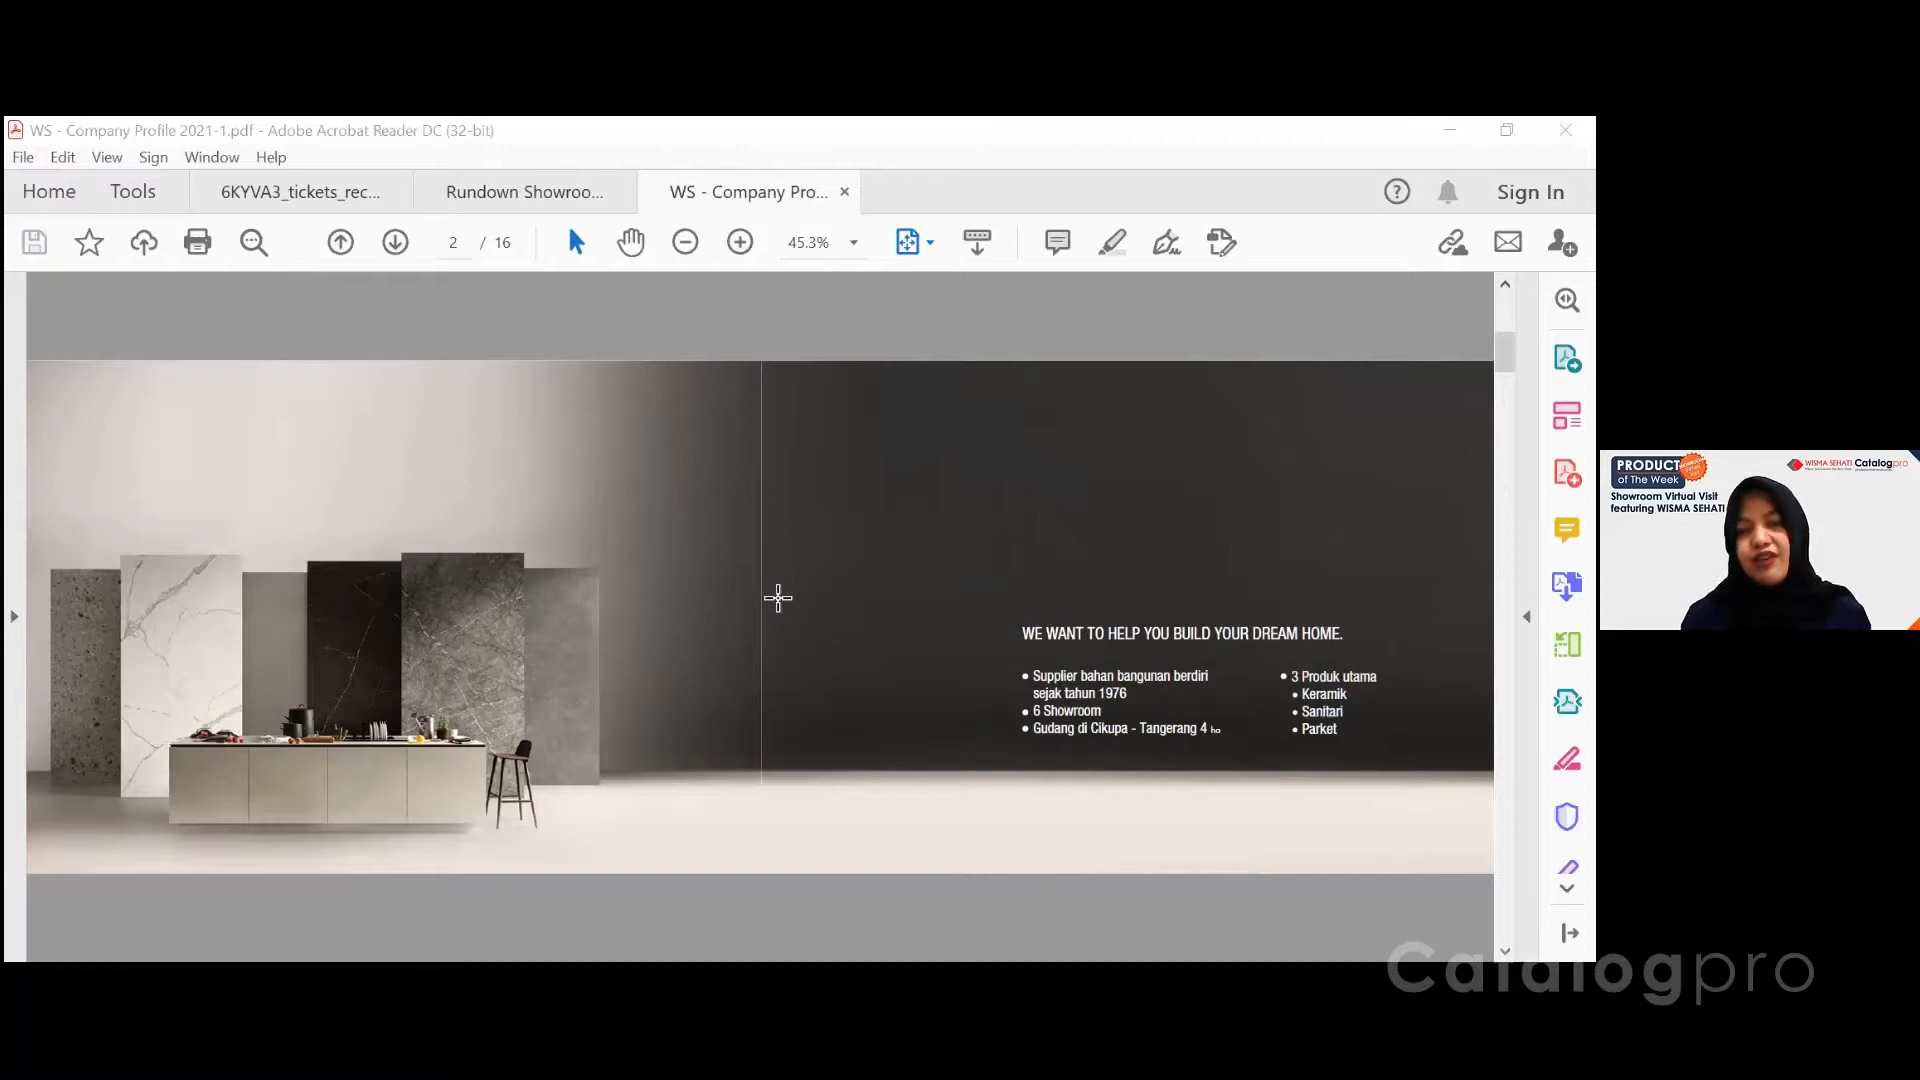 WS - Company Profile 2021-1.pdf - Adobe Acrobat Reader DC (32-bit)
File Edit View Sign Window Help
Home Tools 6KYVA3_tickets_rec... Rundown Showroo... WS - Company Pro... Sign In
2 / 16 45.3%
WE WANT TO HELP YOU BUILD YOUR DREAM HOME.
• Supplier bahan bangunan berdiri
sejak tahun 1976
• 6 Showroom
• Gudang di Cikupa - Tangerang 4 ha
• 3 Produk utama
• Keramik
• Sanitari
• Parket
PRODUCT
of The Week
Showroom Virtual Visit
featuring WISMA SEHATI
WISMA SEHATI Catalogpro
Catalogpro